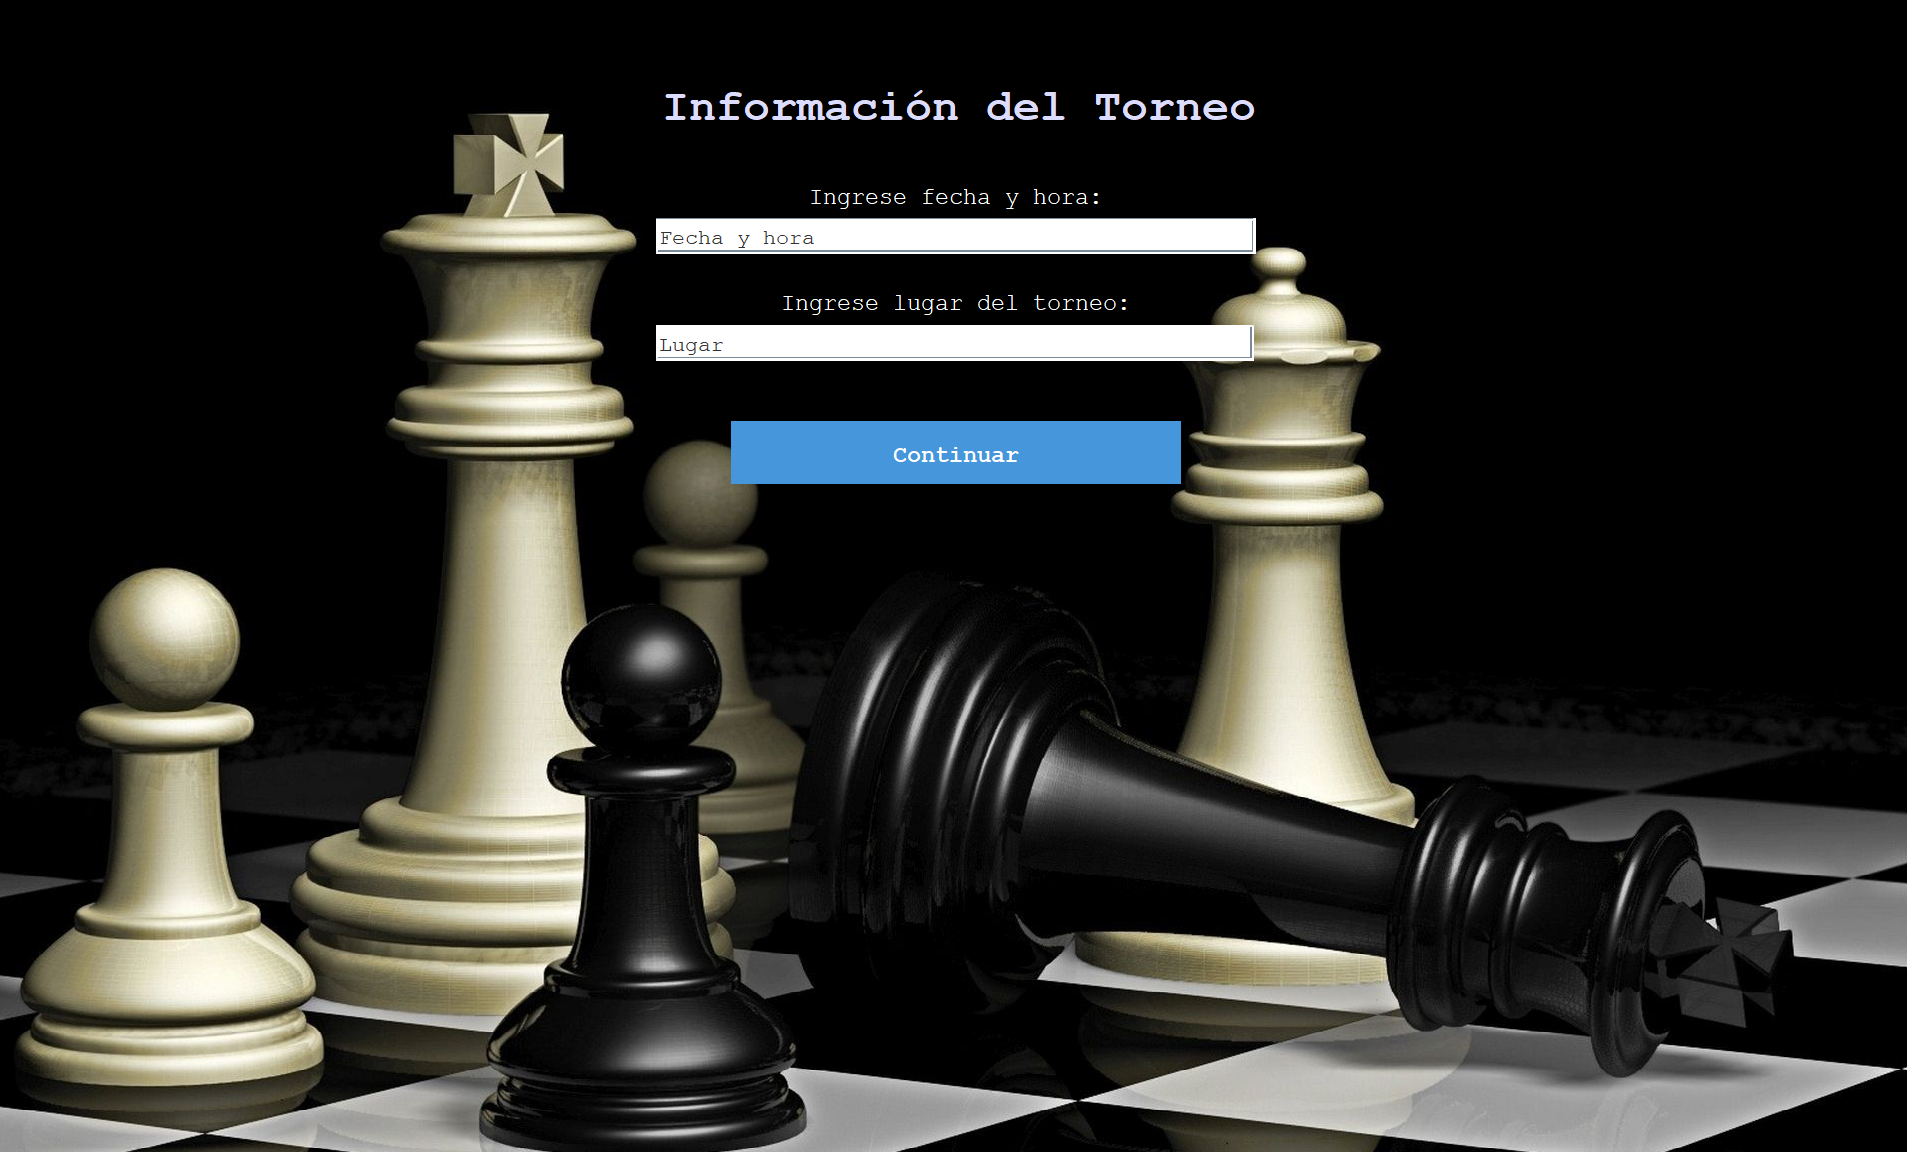 Información del Torneo
Ingrese fecha y hora:
Fecha y hora
Ingrese lugar del torneo:
Lugar
Continuar